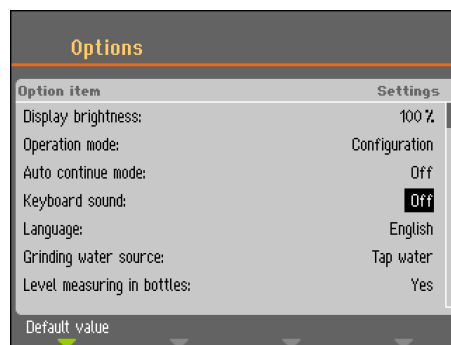 Options
Option item Settings
Display brightness: 100 %
Operation mode: Configuration
Auto continue mode: Off
Keyboard sound: Off
Language: English
Grinding water source: Tap water
Level measuring in bottles: Yes
Default value